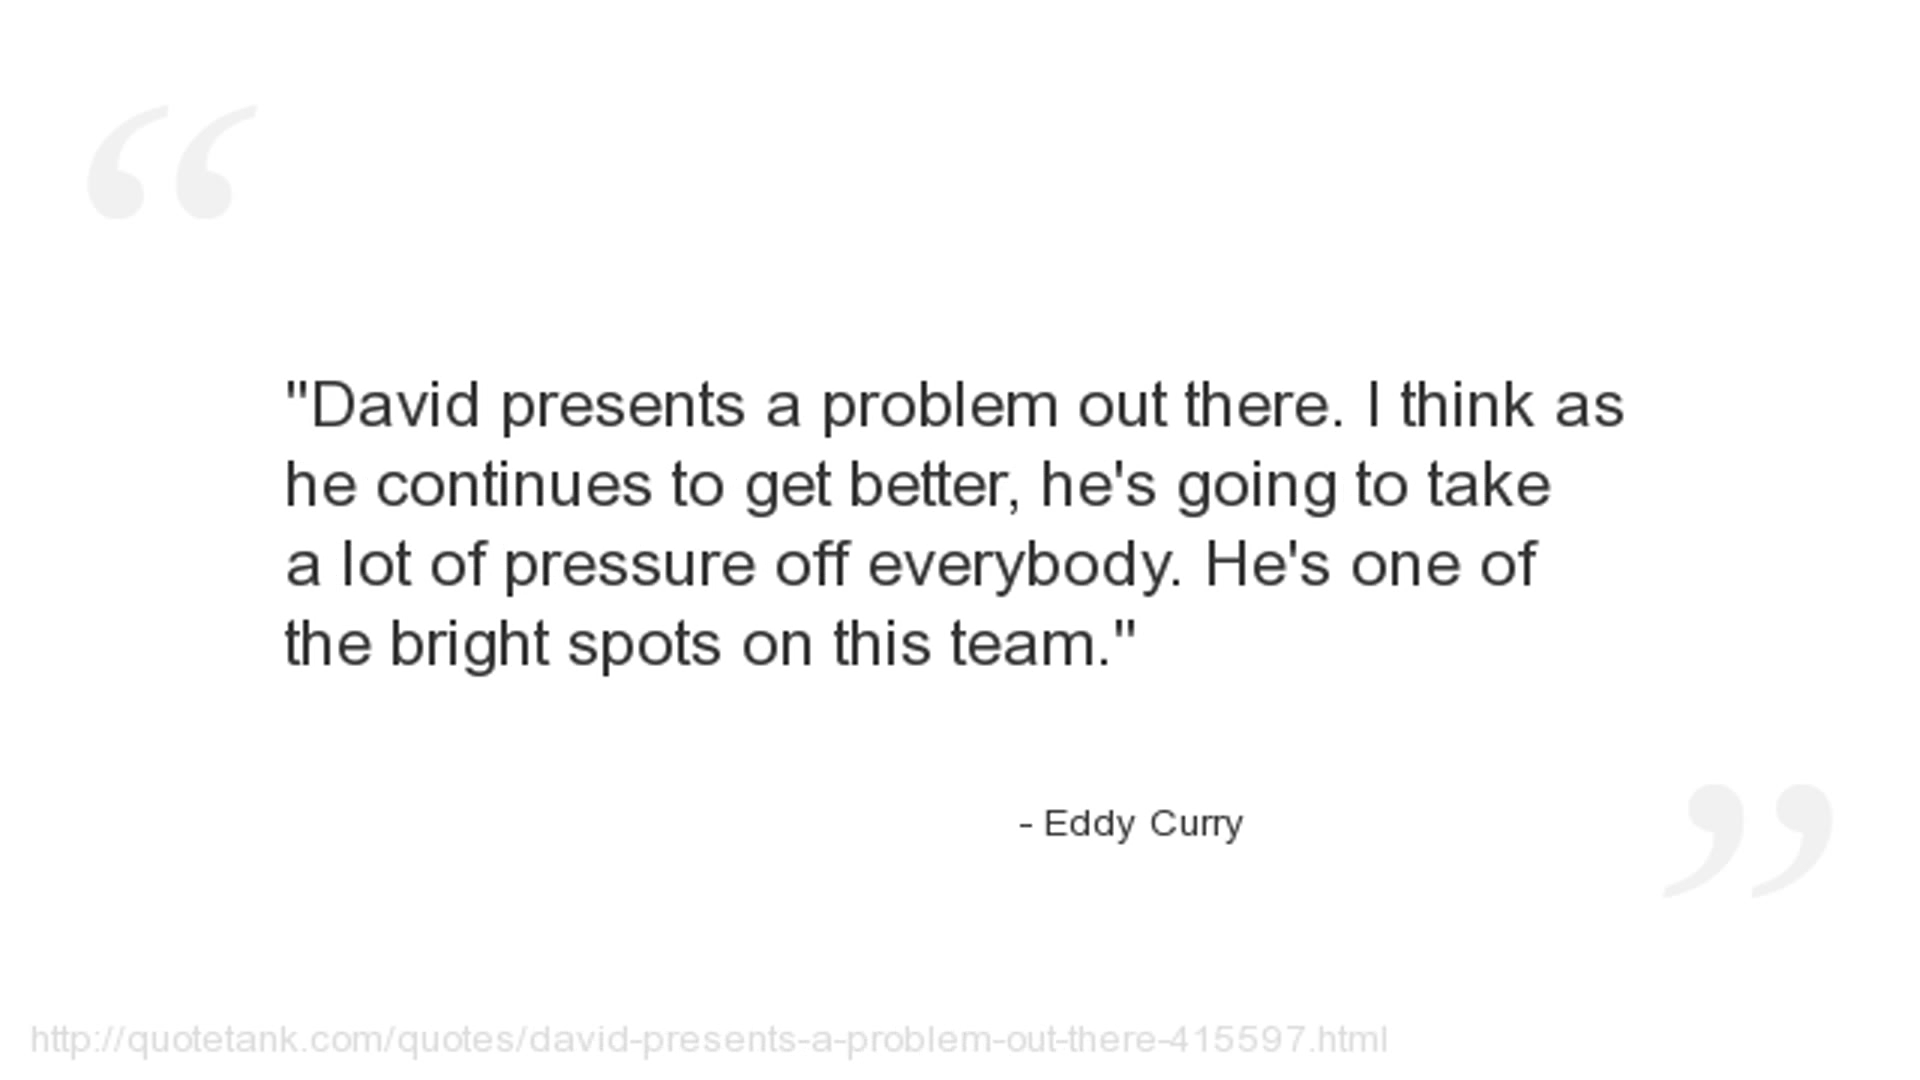 "David presents a problem out there. I think as
he continues to get better, he's going to take
a lot of pressure off everybody. He's one of
the bright spots on this team."
- Eddy Curry
http://quotetank.com/quotes/david-presents-a-problem-out-there-415597.html